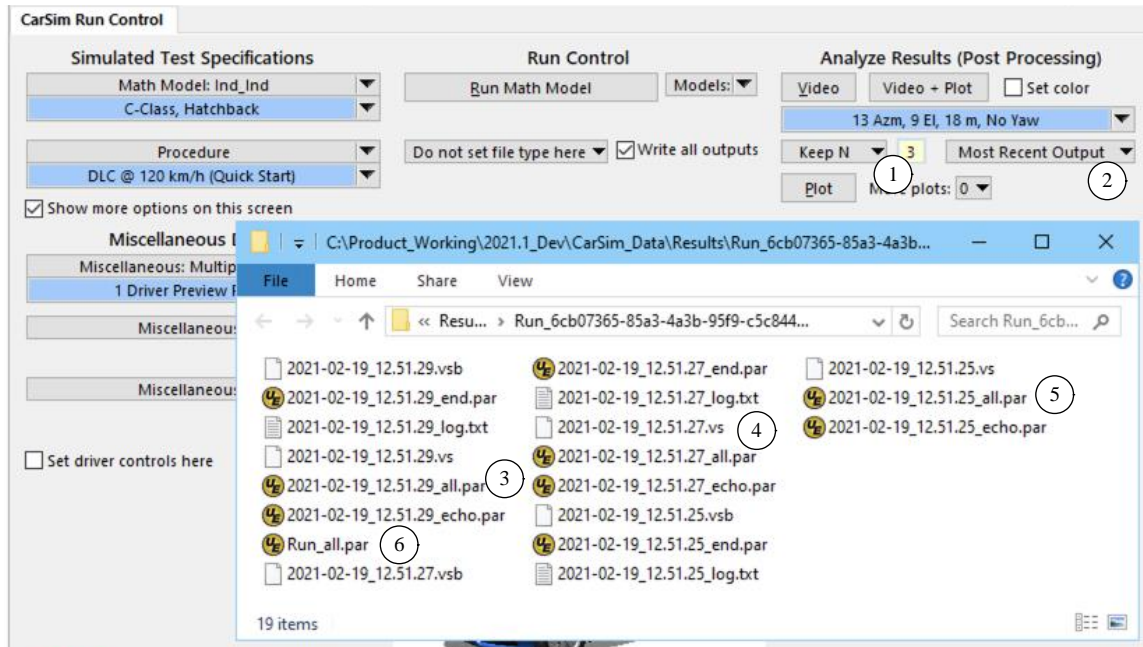 CarSim Run Control
Simulated Test Specifications
Math Model: Ind_Ind
C-Class, Hatchback
Procedure
DLC @ 120 km/h (Quick Start)
Show more options on this screen
Run Control
Run Math Model
Models:
Do not set file type here
Write all outputs
Analyze Results (Post Processing)
Video
Video + Plot
Set color
13 Azm, 9 El, 18 m, No Yaw
Keep N
3
Most Recent Output
1
2
Plot
plots: 0
Miscellaneous
Miscellaneous: Multip
1 Driver Preview
Miscellaneou
Miscellaneou
Set driver controls here
C:\Product_Working\2021.1_Dev\CarSim_Data\Results\Run_6cb07365-85a3-4a3b...
File Home Share View
« Resu... › Run_6cb07365-85a3-4a3b-95f9-c5c844...
Search Run_6cb...
2021-02-19_12.51.29.vsb
2021-02-19_12.51.29_end.par
2021-02-19_12.51.29_log.txt
2021-02-19_12.51.29.vs
2021-02-19_12.51.29_all.par
3
2021-02-19_12.51.29_echo.par
Run_all.par
6
2021-02-19_12.51.27.vsb
2021-02-19_12.51.27_end.par
2021-02-19_12.51.27_log.txt
2021-02-19_12.51.27.vs
4
2021-02-19_12.51.27_all.par
2021-02-19_12.51.27_echo.par
2021-02-19_12.51.25.vsb
2021-02-19_12.51.25_end.par
2021-02-19_12.51.25_log.txt
2021-02-19_12.51.25.vs
2021-02-19_12.51.25_all.par
5
2021-02-19_12.51.25_echo.par
19 items